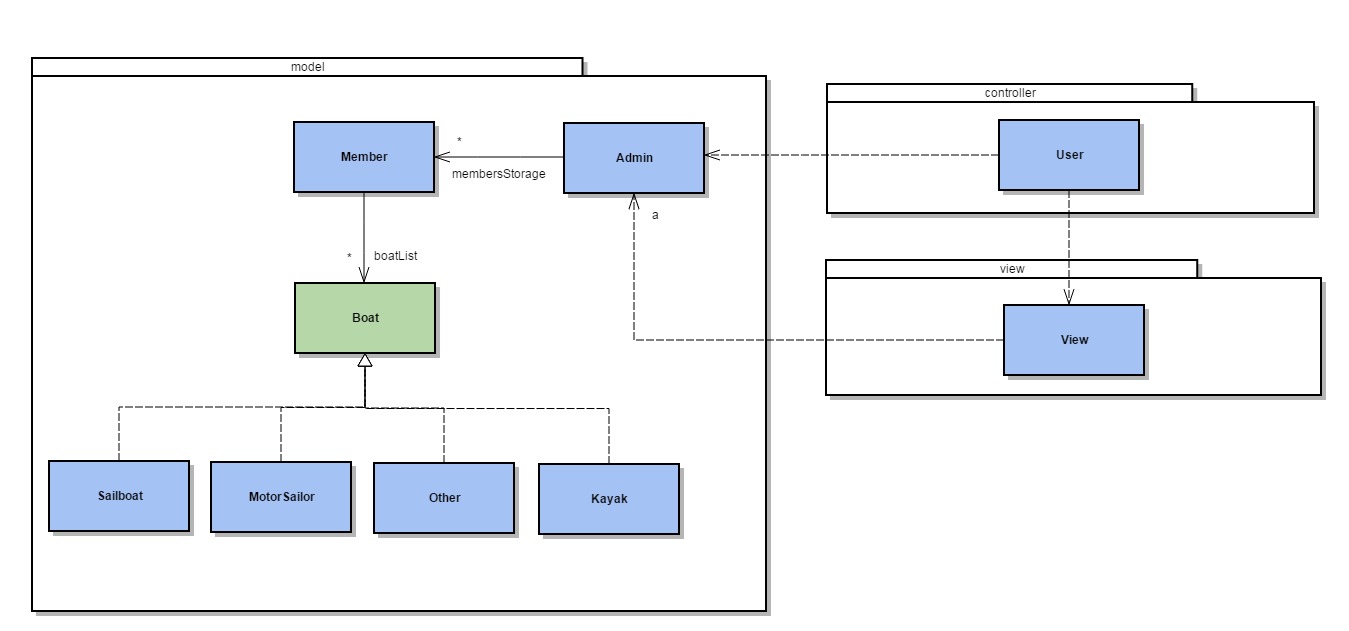 model
controller
Member
*
membersStorage
Admin
User
a
*
boatList
view
Boat
View
Sailboat
MotorSailor
Other
Kayak